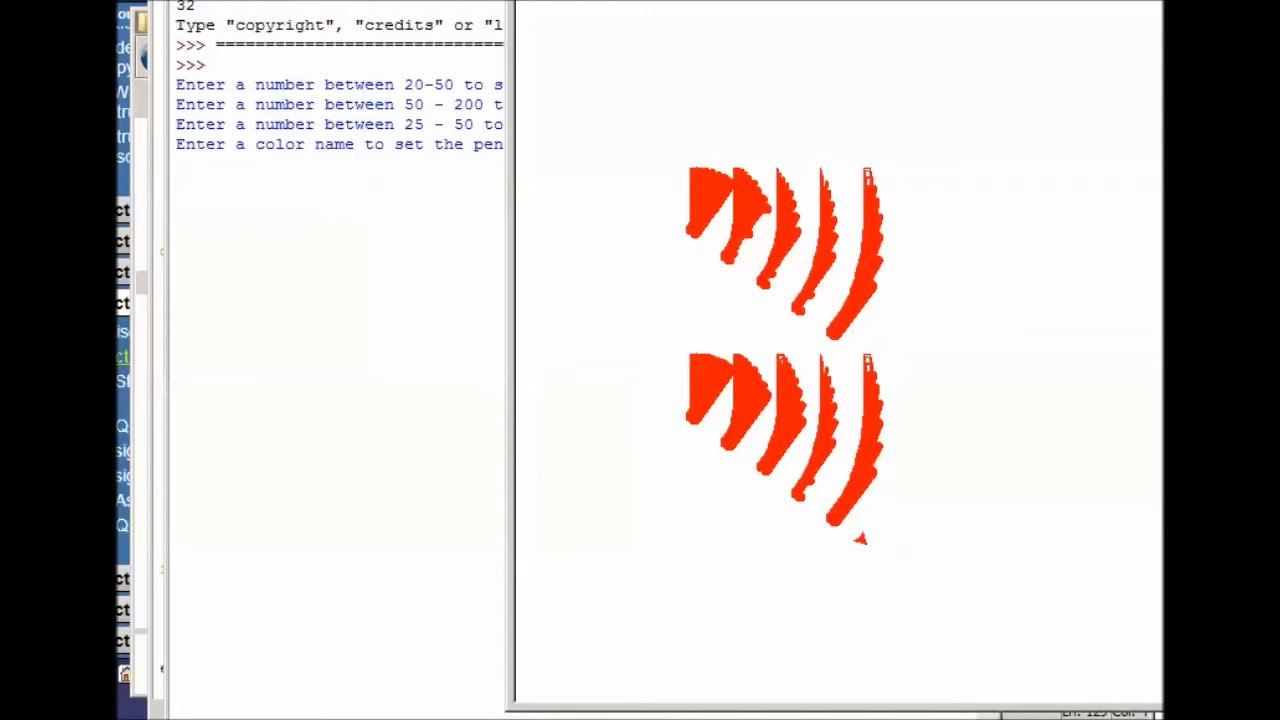 32
Type "copyright", "credits" or "l
>>> =============================
>>>
Enter a number between 20-50 to s
Enter a number between 50 - 200 t
Enter a number between 25 - 50 to
Enter a color name to set the pen